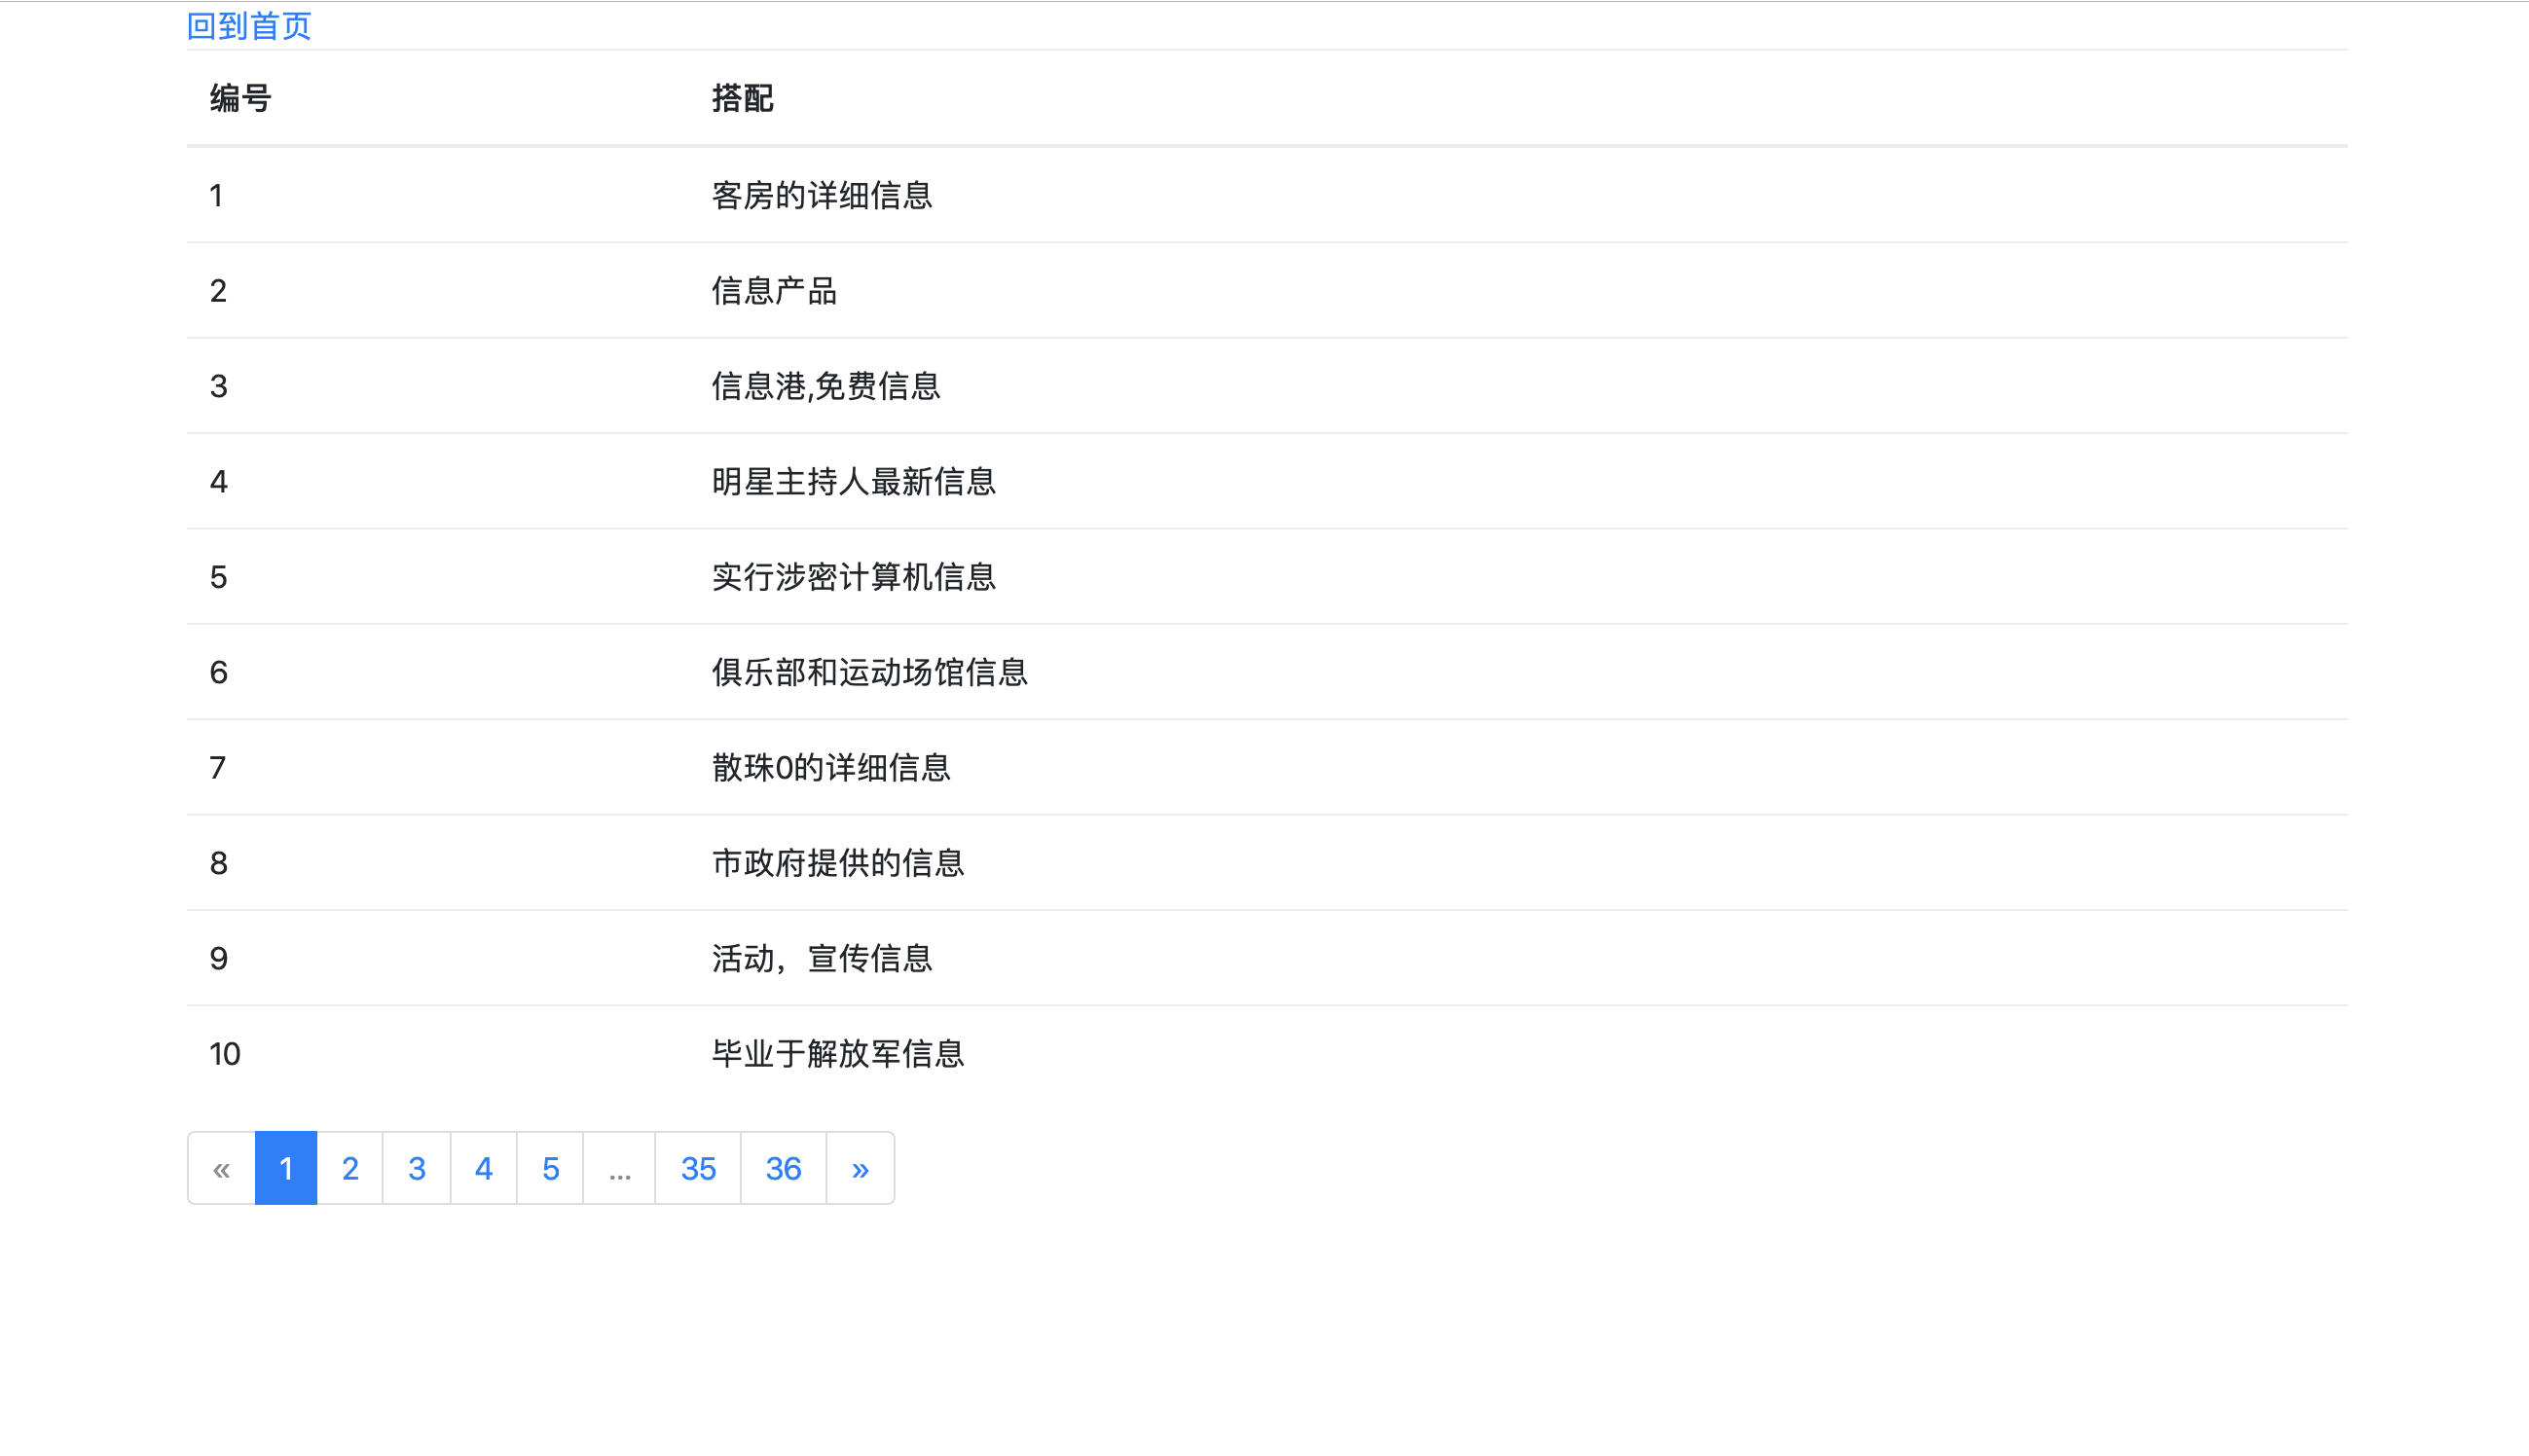 回到首页
编号 搭配
1 客房的详细信息
2 信息产品
3 信息港,免费信息
4 明星主持人最新信息
5 实行涉密计算机信息
6 俱乐部和运动场馆信息
7 散珠0的详细信息
8 市政府提供的信息
9 活动，宣传信息
10 毕业于解放军信息
« 1 2 3 4 5 ... 35 36 »